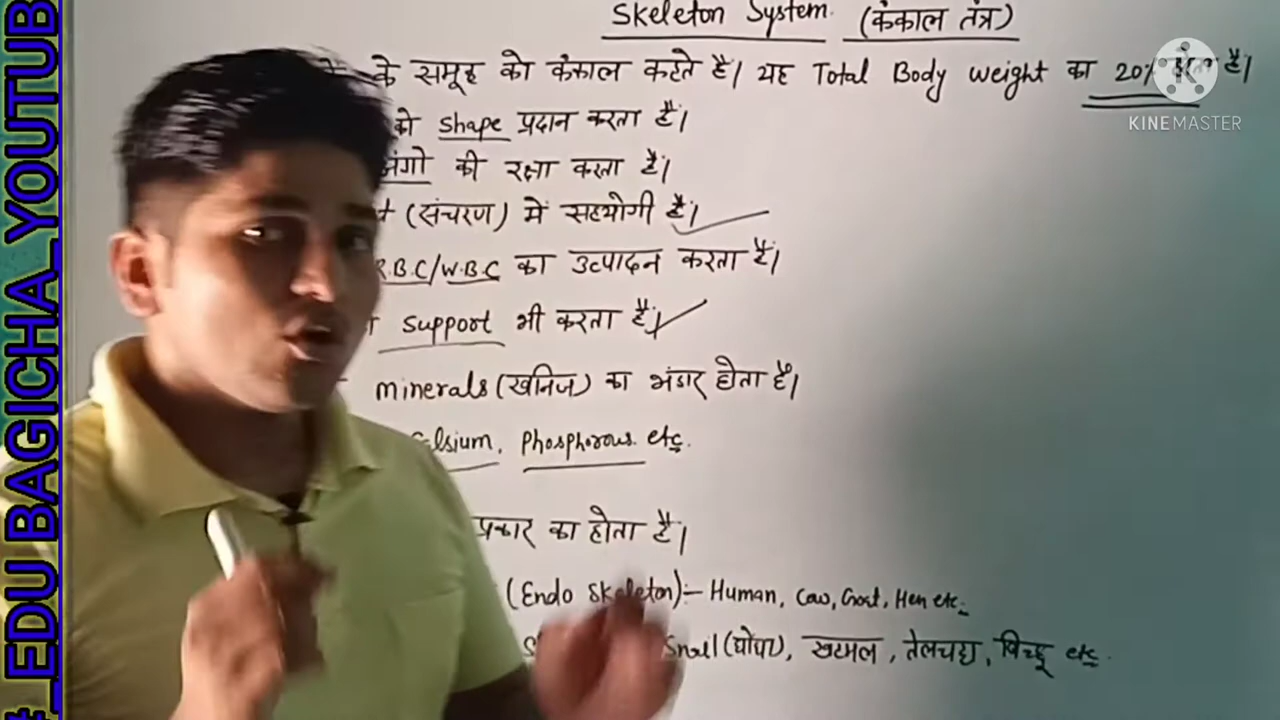 #_EDU BAGICHA_YOUTUB
Skeleton System (कंकाल तंत्र)
के समूह को कंकाल कहते है। यह Total Body weight का 20% है।
को shape प्रदान करता है।
अंगो की रक्षा करता है।
(संचरण) में सहयोगी है।
R.B.C/W.B.C का उत्पादन करता है।
support भी करता है।
minerals (खनिज) का भंडार होता है।
Calsium, Phosphorous etc.
प्रकार का होता है।
(Endo Skeleton):- Human, Cow, Goat, Hen etc.
Snail (घोंघा), खटमल, तेलचट्टा, बिच्छू etc.
KINEMASTER